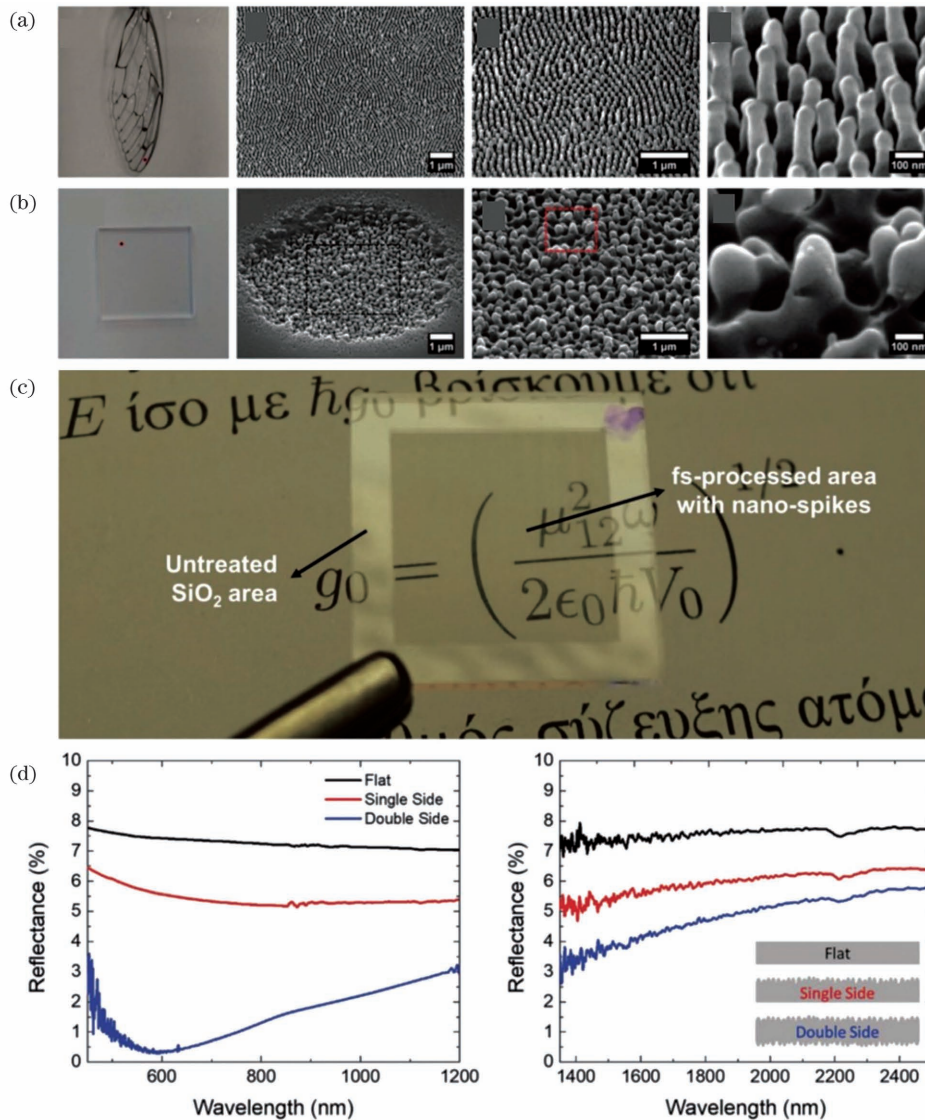 (a)
1 µm
1 µm
100 nm
(b)
1 µm
1 µm
100 nm
(c)
E ίσο με ℏg₀ βρίσκουμε ότι
fs-processed area
with nano-spikes
Untreated
SiO₂ area
g₀ = ( μ²₁₂ω / 2ϵ₀ℏV₀ )^1/2 .
σύζευξης
(d)
10
9
8
7
6
5
4
3
2
1
0
Reflectance (%)
Flat
Single Side
Double Side
600 800 1000 1200
Wavelength (nm)
10
9
8
7
6
5
4
3
2
1
0
Reflectance (%)
Flat
Single Side
Double Side
1400 1600 1800 2000 2200 2400
Wavelength (nm)